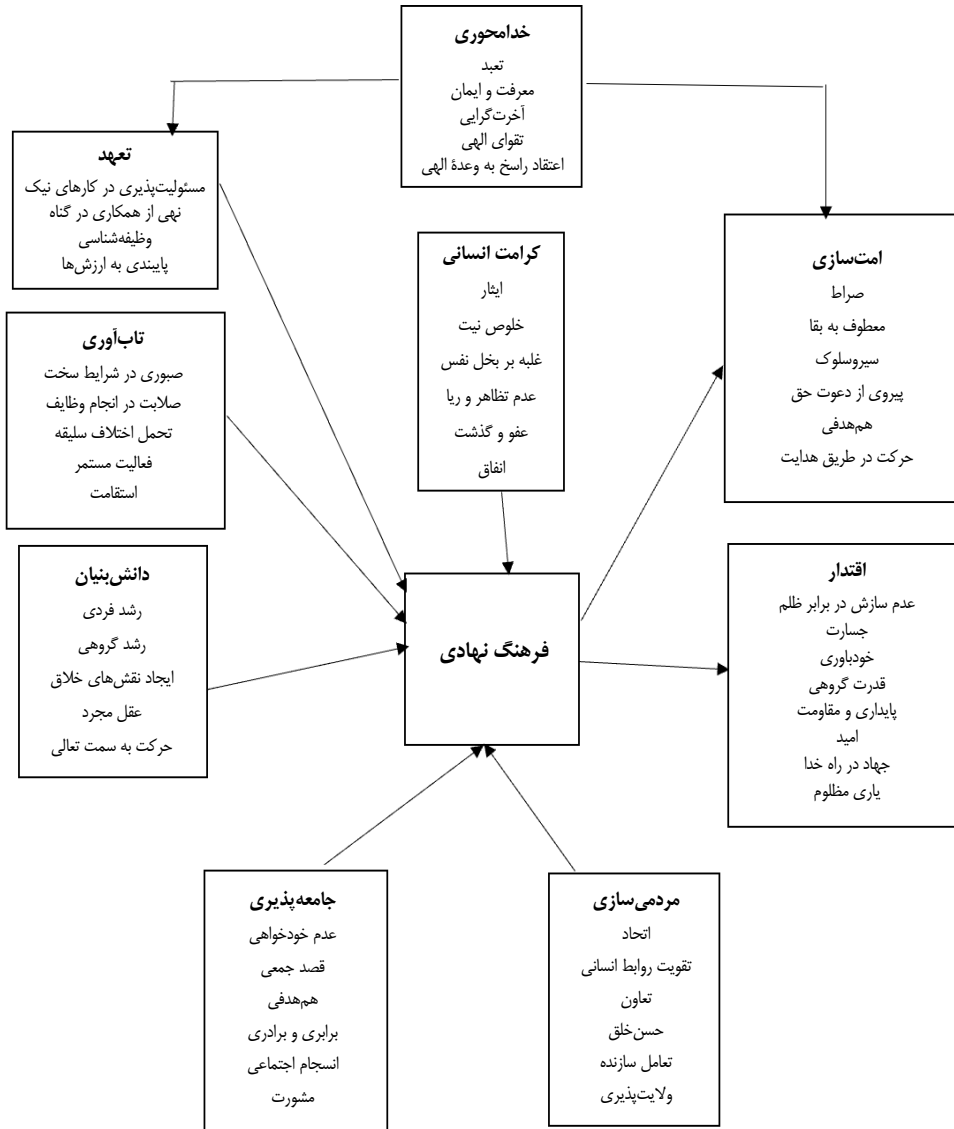 خدامحوری
تعبد
معرفت و ایمان
آخرت‌گرایی
تقوای الهی
اعتقاد راسخ به وعدۀ الهی
تعهد
مسئولیت‌پذیری در کارهای نیک
نهی از همکاری در گناه
وظیفه‌شناسی
پایبندی به ارزش‌ها
کرامت انسانی
ایثار
خلوص نیت
غلبه بر بخل نفس
عدم تظاهر و ریا
عفو و گذشت
انفاق
امت‌سازی
صراط
معطوف به بقا
سیروسلوک
پیروی از دعوت حق
هم‌هدفی
حرکت در طریق هدایت
تاب‌آوری
صبوری در شرایط سخت
صلابت در انجام وظایف
تحمل اختلاف سلیقه
فعالیت مستمر
استقامت
دانش‌بنیان
رشد فردی
رشد گروهی
ایجاد نقش‌های خلاق
عقل مجرد
حرکت به سمت تعالی
فرهنگ نهادی
اقتدار
عدم سازش در برابر ظلم
جسارت
خودباوری
قدرت گروهی
پایداری و مقاومت
امید
جهاد در راه خدا
یاری مظلوم
مردمی‌سازی
اتحاد
تقویت روابط انسانی
تعاون
حسن‌خلق
تعامل سازنده
ولایت‌پذیری
جامعه‌پذیری
عدم خودخواهی
قصد جمعی
هم‌هدفی
برابری و برادری
انسجام اجتماعی
مشورت